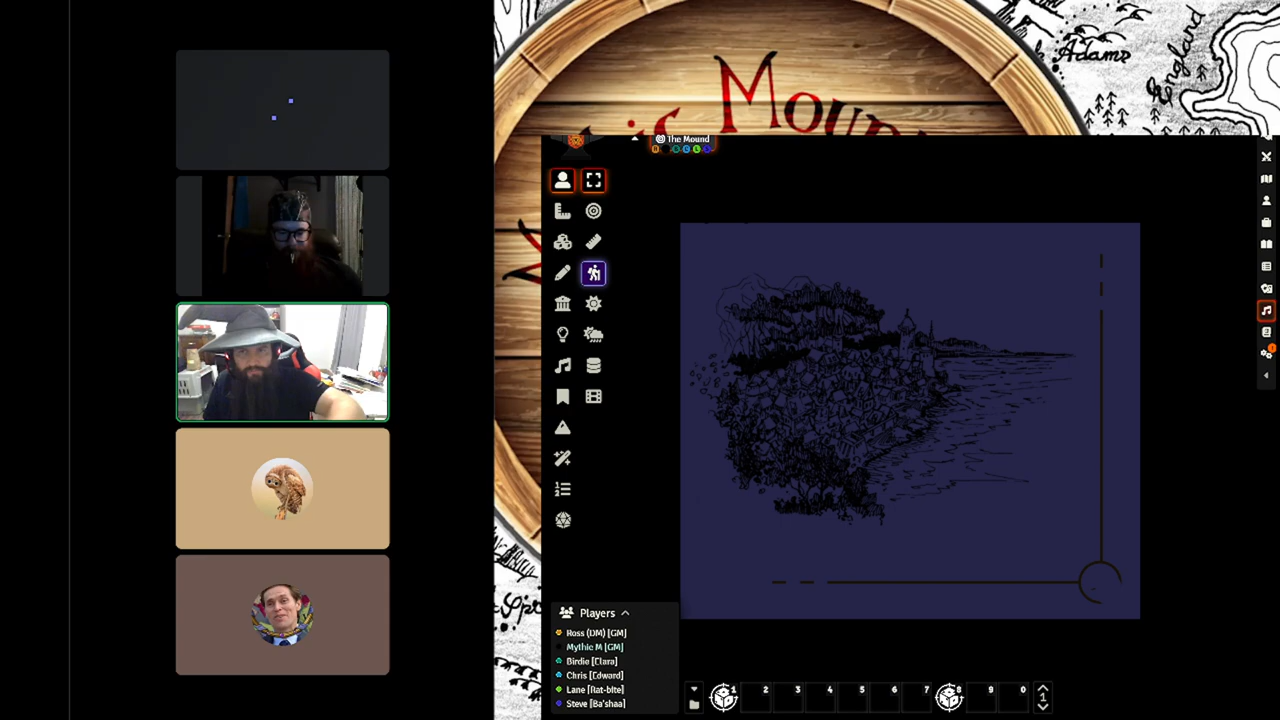 Adams
England
Mound
The Mound
Players
Ross (DM) [GM]
Mythic M [GM]
Birdie [Clara]
Chris [Edward]
Lane [Rat-bite]
Steve [Ba'shaa]
1 2 3 4 5 6 7 8 9 0
1